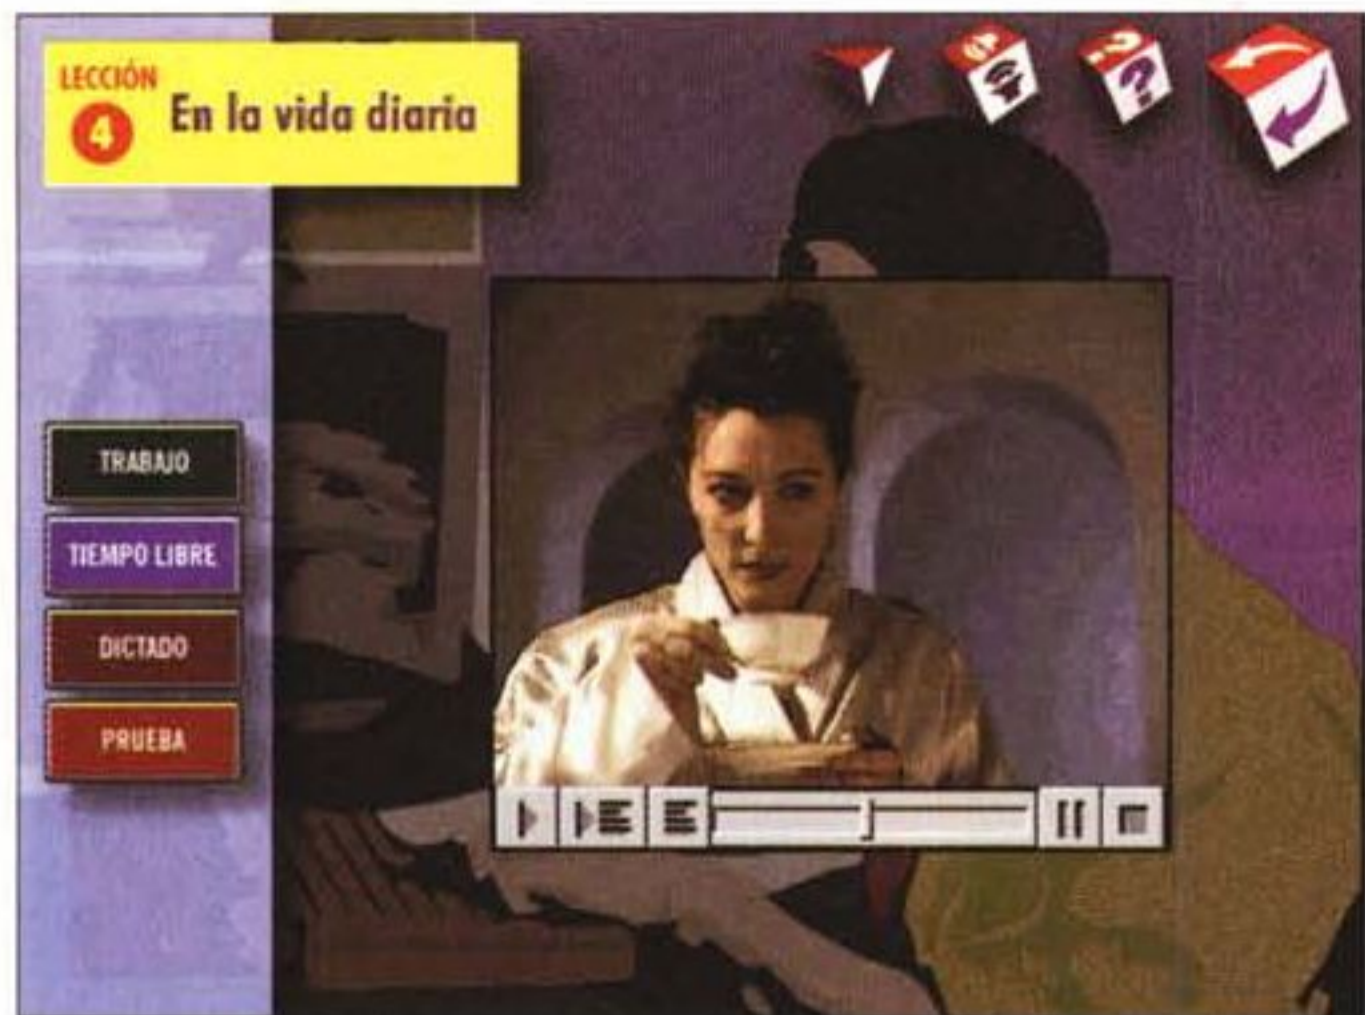 LECCIÓN
4
En la vida diaria
TRABAJO
TIEMPO LIBRE
DICTADO
PRUEBA